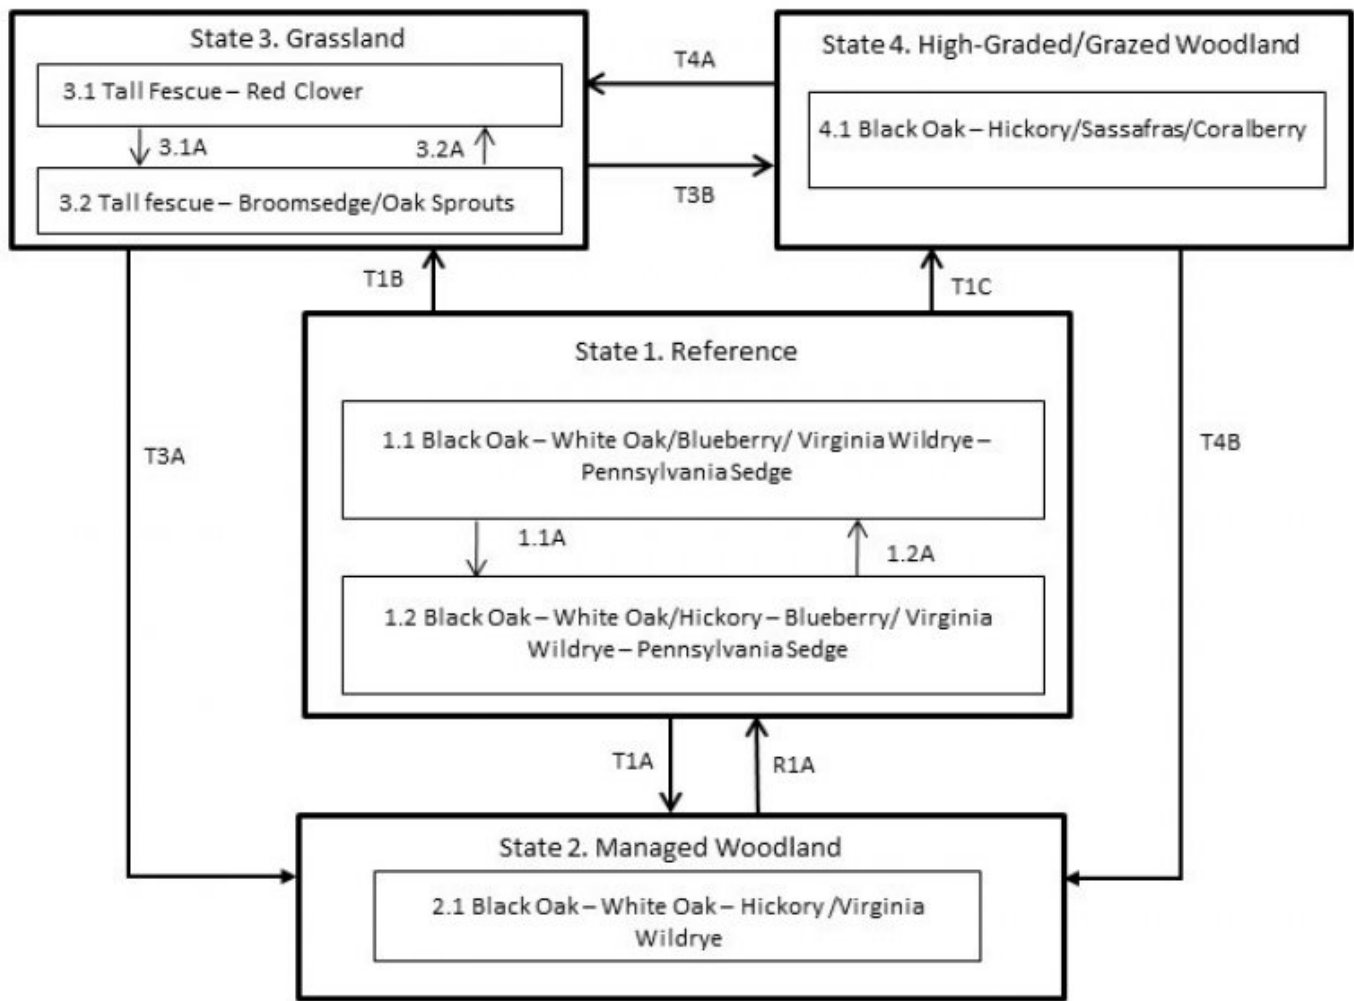 State 3. Grassland
3.1 Tall Fescue – Red Clover
3.1A
3.2A
3.2 Tall fescue – Broomsedge/Oak Sprouts
T4A
T3B
State 4. High-Graded/Grazed Woodland
4.1 Black Oak – Hickory/Sassafras/Coralberry
T1B
T1C
State 1. Reference
1.1 Black Oak – White Oak/Blueberry/ Virginia Wildrye –
Pennsylvania Sedge
1.1A
1.2A
1.2 Black Oak – White Oak/Hickory – Blueberry/ Virginia
Wildrye – Pennsylvania Sedge
T3A
T4B
T1A
R1A
State 2. Managed Woodland
2.1 Black Oak – White Oak – Hickory /Virginia
Wildrye